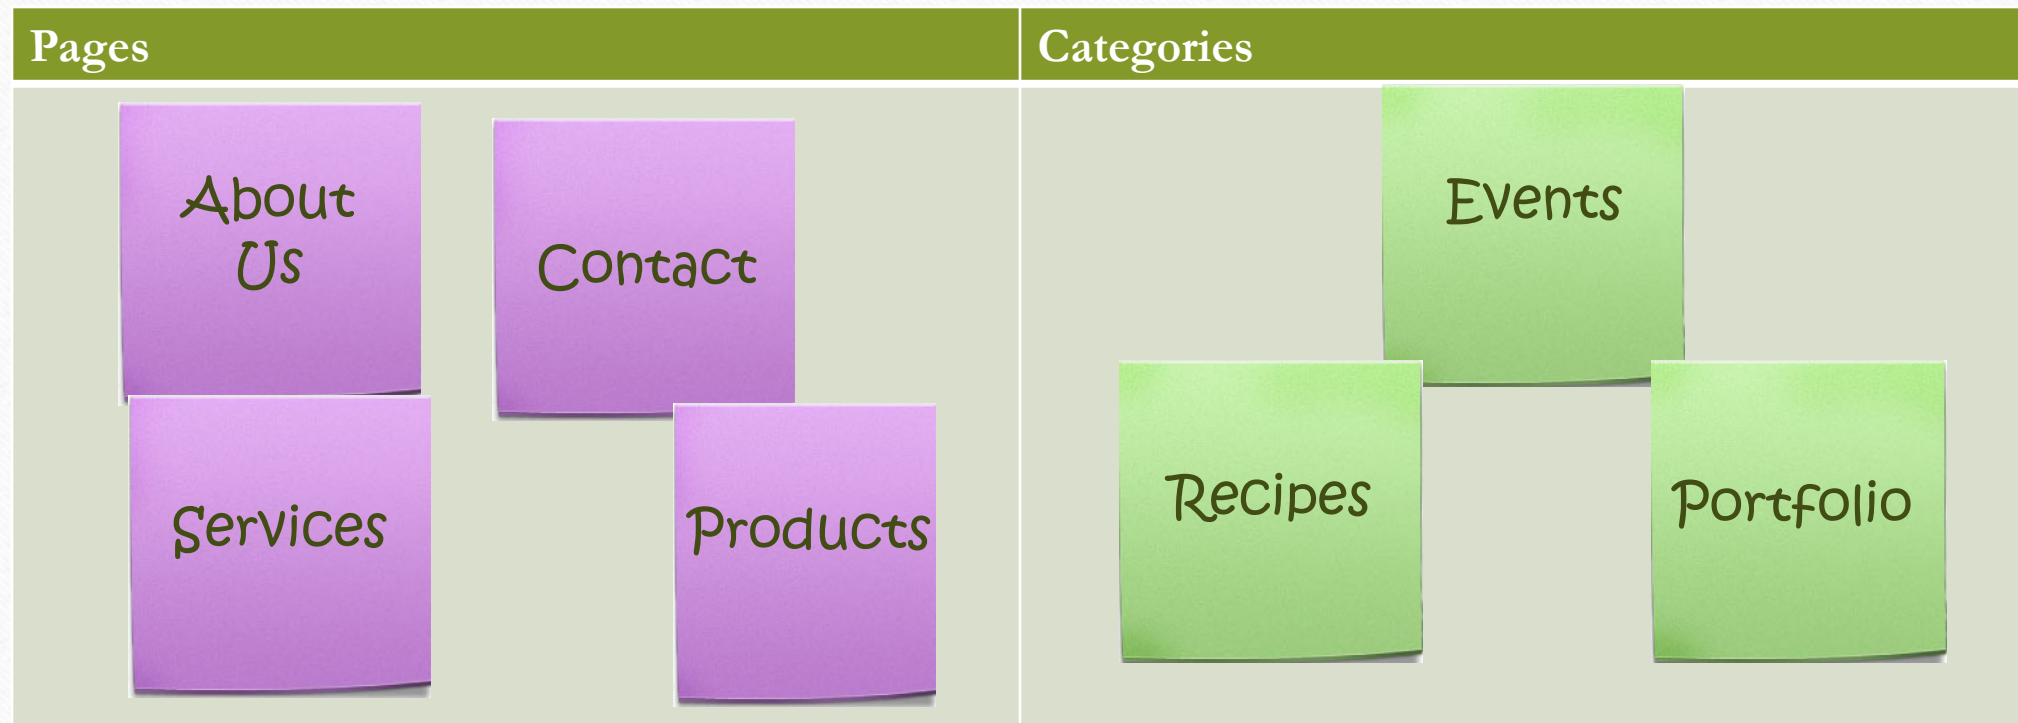 Pages
Categories
About
Us
Contact
Services
Products
Events
Recipes
Portfolio